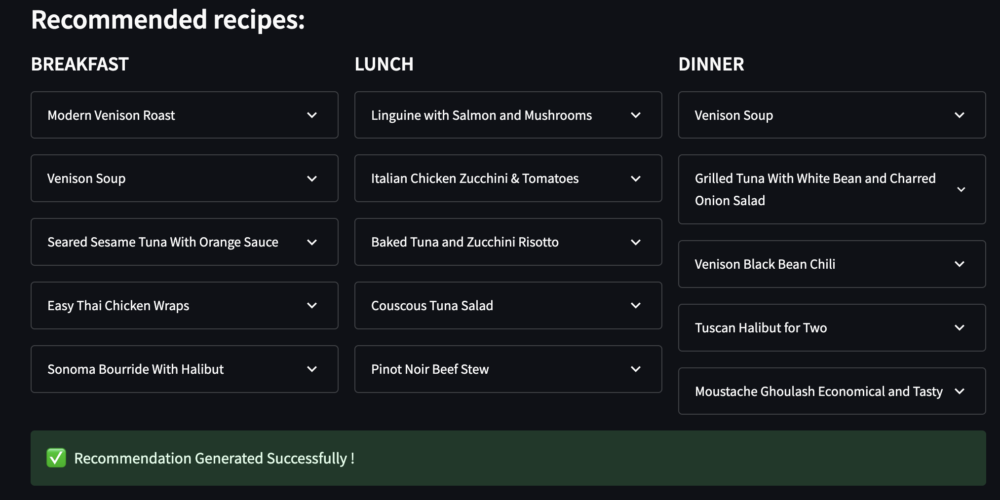 Recommended recipes:
BREAKFAST
Modern Venison Roast
Venison Soup
Seared Sesame Tuna With Orange Sauce
Easy Thai Chicken Wraps
Sonoma Bourride With Halibut
LUNCH
Linguine with Salmon and Mushrooms
Italian Chicken Zucchini & Tomatoes
Baked Tuna and Zucchini Risotto
Couscous Tuna Salad
Pinot Noir Beef Stew
DINNER
Venison Soup
Grilled Tuna With White Bean and Charred
Onion Salad
Venison Black Bean Chili
Tuscan Halibut for Two
Moustache Ghoulash Economical and Tasty
Recommendation Generated Successfully !